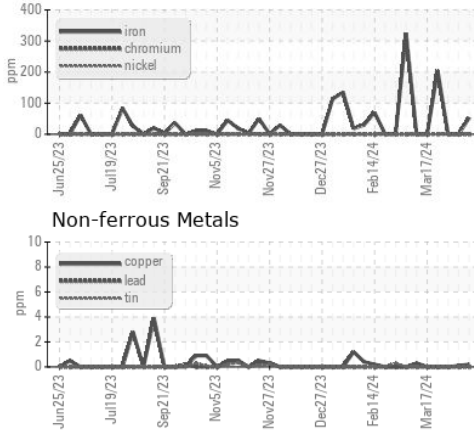 400
iron
300
chromium
nickel
ppm
200
100
0
Jun25/23
Jul19/23
Sep21/23
Nov5/23
Nov27/23
Dec27/23
Feb14/24
Mar17/24
Non-ferrous Metals
10
copper
8
lead
6
tin
ppm
4
2
0
Jun25/23
Jul19/23
Sep21/23
Nov5/23
Nov27/23
Dec27/23
Feb14/24
Mar17/24